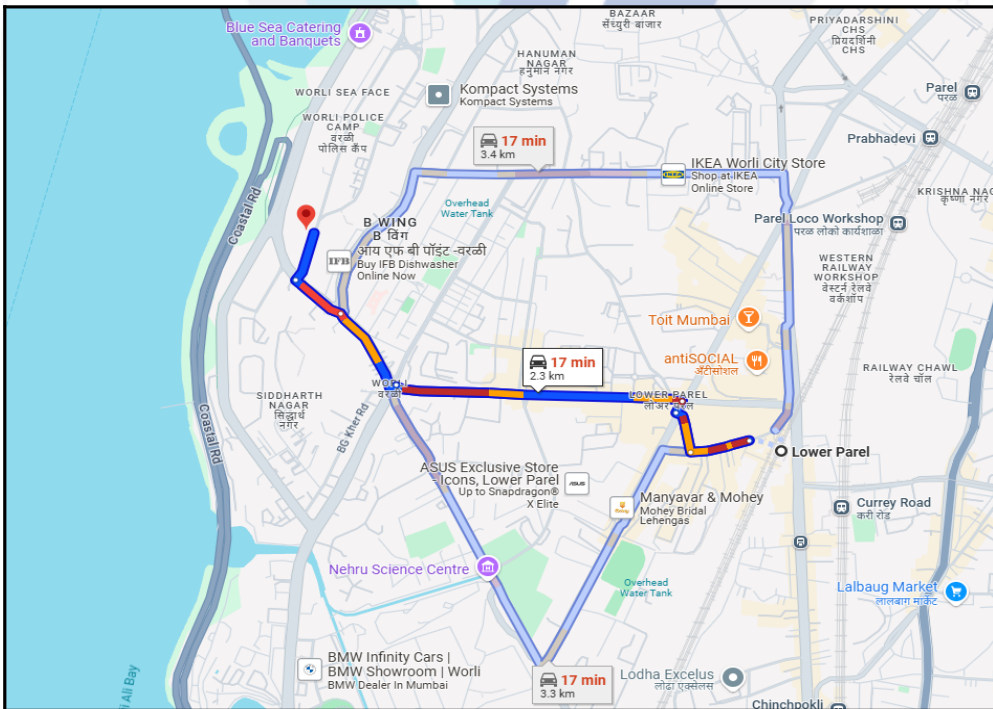 BAZAAR
सेंच्युरी बाजार
Blue Sea Catering
and Banquets
PRIYADARSHINI
CHS
प्रियदर्शिनी
CHS
HANUMAN
NAGAR
हनुमान नगर
WORLI SEA FACE
Kompact Systems
Kompact Systems
Parel
परळ
WORLI POLICE
CAMP
वरळी
पोलिस कॅंप
Prabhadevi
17 min
3.4 km
IKEA Worli City Store
Shop at IKEA
Online Store
Coastal Rd
Overhead
Water Tank
KRISHNA NAG
कृष्णा नगर
B WING
B विंग
आय एफ बी पॉइंट -वरळी
Buy IFB Dishwasher
Online Now
IFB
Parel Loco Workshop
परळ लोको कार्यशाळा
WESTERN
RAILWAY
WORKSHOP
वेस्टर्न रेल्वे
वर्कशॉप
Toit Mumbai
17 min
2.3 km
antiSOCIAL
अँटीसोशल
RAILWAY CHAWL
रेलवे चॉल
WORLI
वरळी
LOWER PAREL
SIDDHARTH
NAGAR
सिद्धार्थ
नगर
BG Kher Rd
Coastal Rd
Lower Parel
ASUS Exclusive Store
- Icons, Lower Parel
Up to Snapdragon®
X Elite
ASUS
Manyavar & Mohey
Mohey Bridal
Lehengas
Currey Road
करी रोड
Nehru Science Centre
Overhead
Water Tank
Lalbaug Market
लालबाग मार्केट
BMW Infinity Cars |
BMW Showroom | Worli
BMW Dealer In Mumbai
17 min
3.3 km
Lodha Excelus
लोढा एक्सेलस
li Ali Bay
Chinchpokli